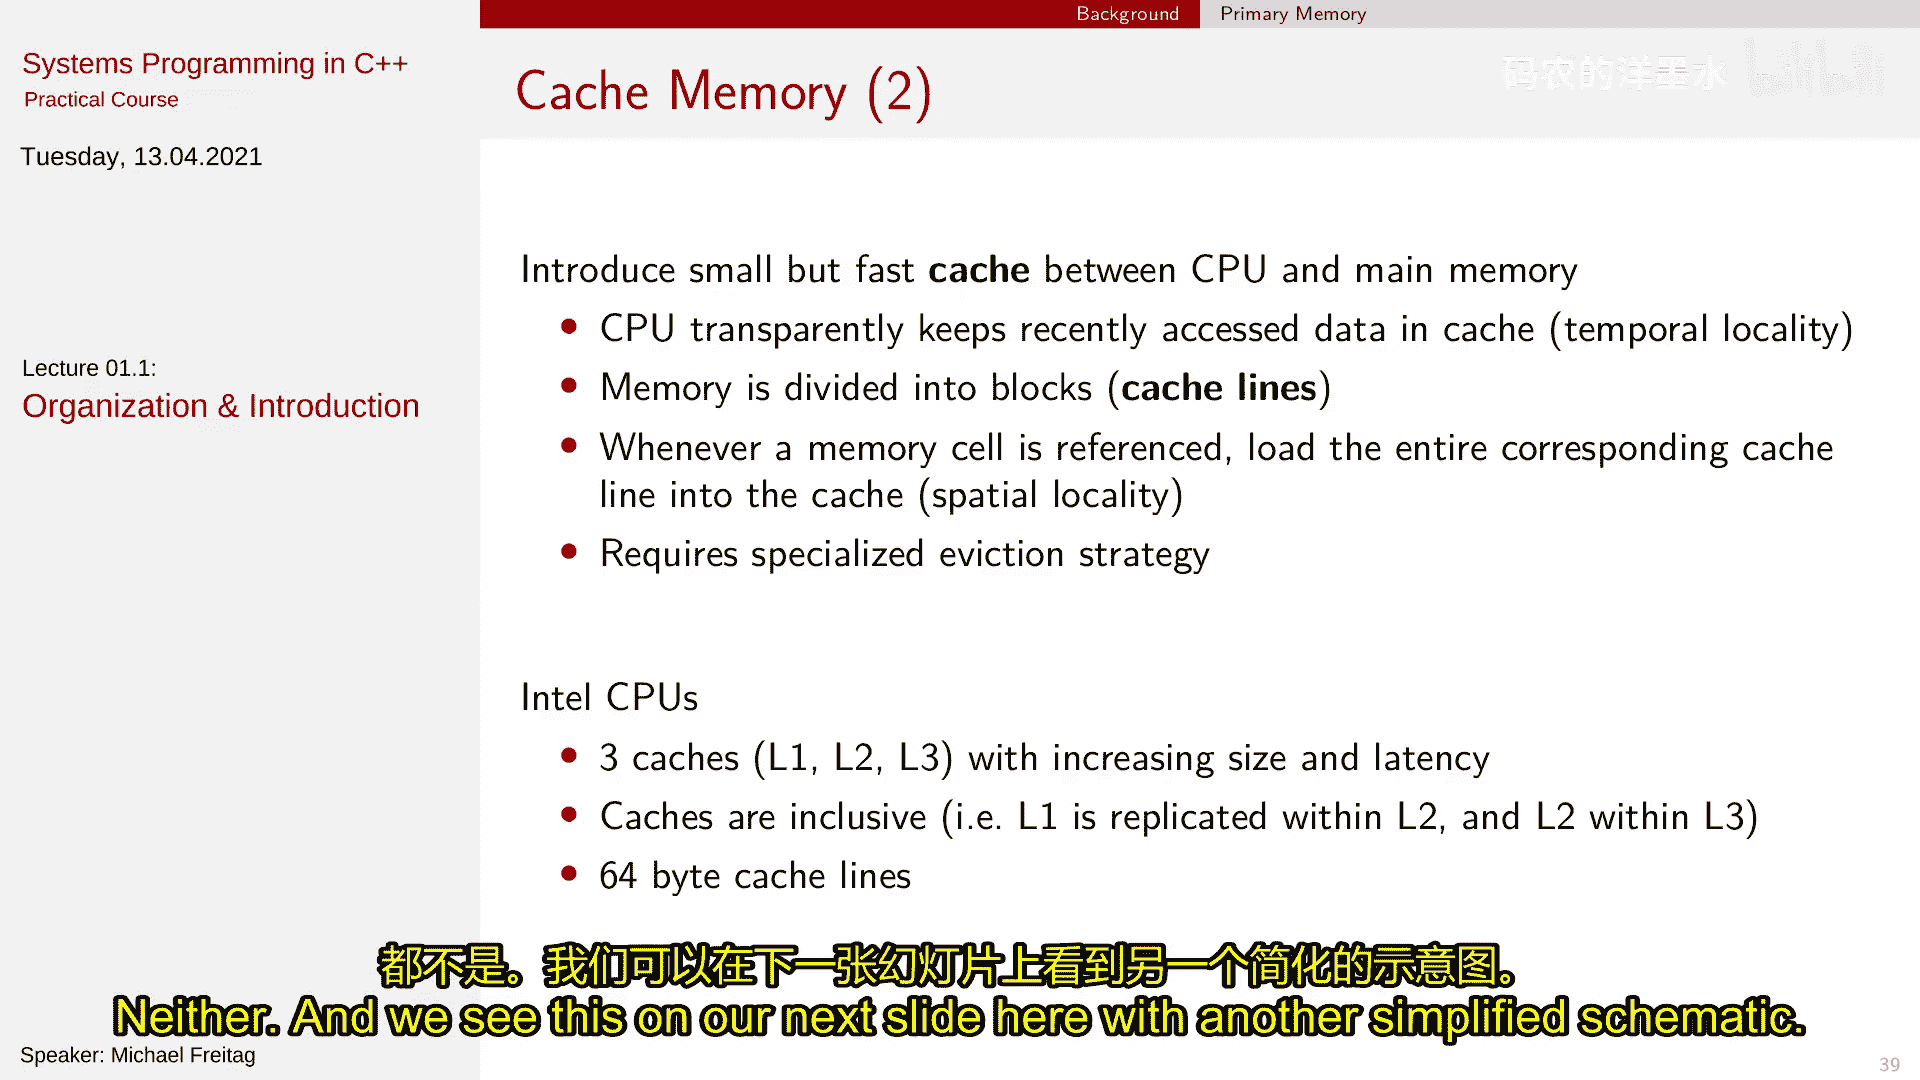 Background
Primary Memory
Systems Programming in C++
Practical Course
Tuesday, 13.04.2021
Cache Memory (2)
码农的洋墨水
bilibili
Introduce small but fast cache between CPU and main memory
• CPU transparently keeps recently accessed data in cache (temporal locality)
• Memory is divided into blocks (cache lines)
• Whenever a memory cell is referenced, load the entire corresponding cache
line into the cache (spatial locality)
• Requires specialized eviction strategy
Lecture 01.1:
Organization & Introduction
Intel CPUs
• 3 caches (L1, L2, L3) with increasing size and latency
• Caches are inclusive (i.e. L1 is replicated within L2, and L2 within L3)
• 64 byte cache lines
都不是。我们可以在下一张幻灯片上看到另一个简化的示意图。
Neither. And we see this on our next slide here with another simplified schematic.
Speaker: Michael Freitag
39